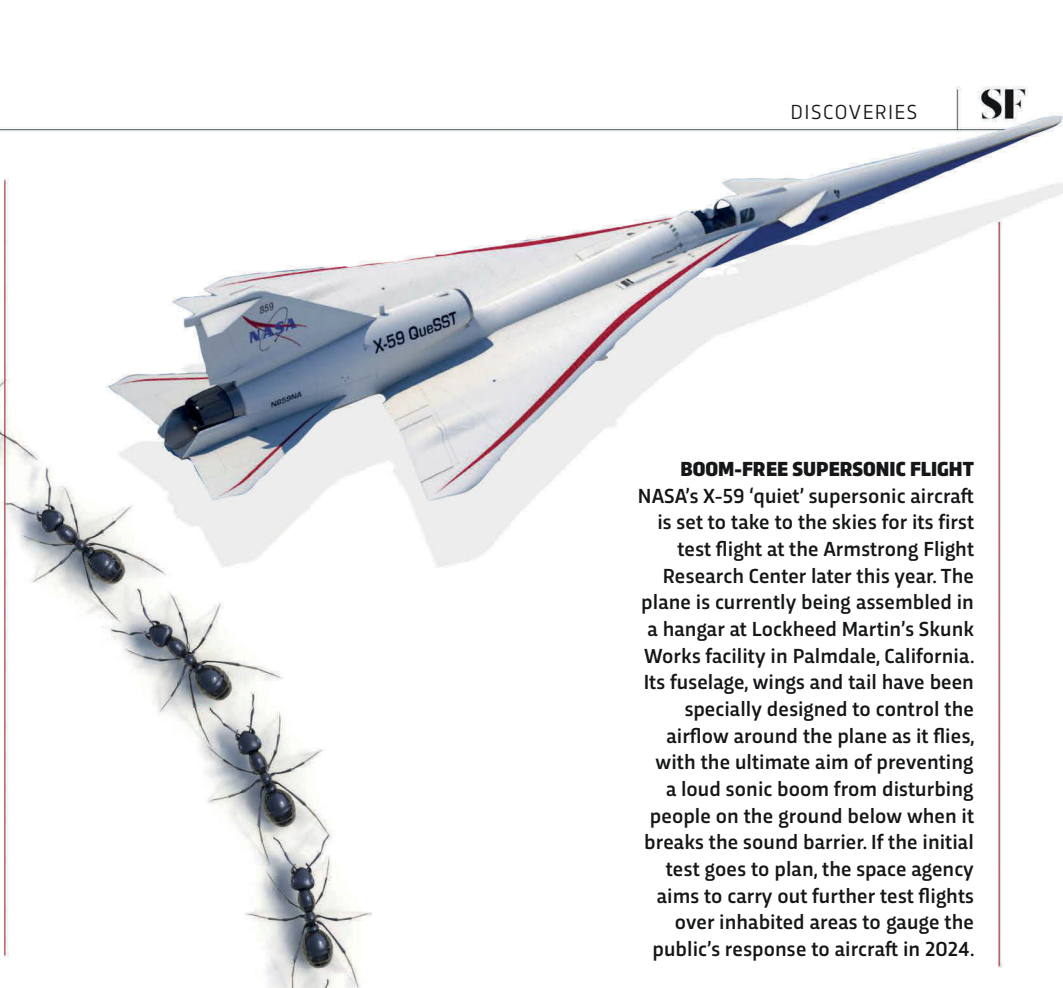 DISCOVERIES
SF
859
NASA
X-59 QueSST
N859NA
BOOM-FREE SUPERSONIC FLIGHT
NASA’s X-59 ‘quiet’ supersonic aircraft
is set to take to the skies for its first
test flight at the Armstrong Flight
Research Center later this year. The
plane is currently being assembled in
a hangar at Lockheed Martin’s Skunk
Works facility in Palmdale, California.
Its fuselage, wings and tail have been
specially designed to control the
airflow around the plane as it flies,
with the ultimate aim of preventing
a loud sonic boom from disturbing
people on the ground below when it
breaks the sound barrier. If the initial
test goes to plan, the space agency
aims to carry out further test flights
over inhabited areas to gauge the
public’s response to aircraft in 2024.